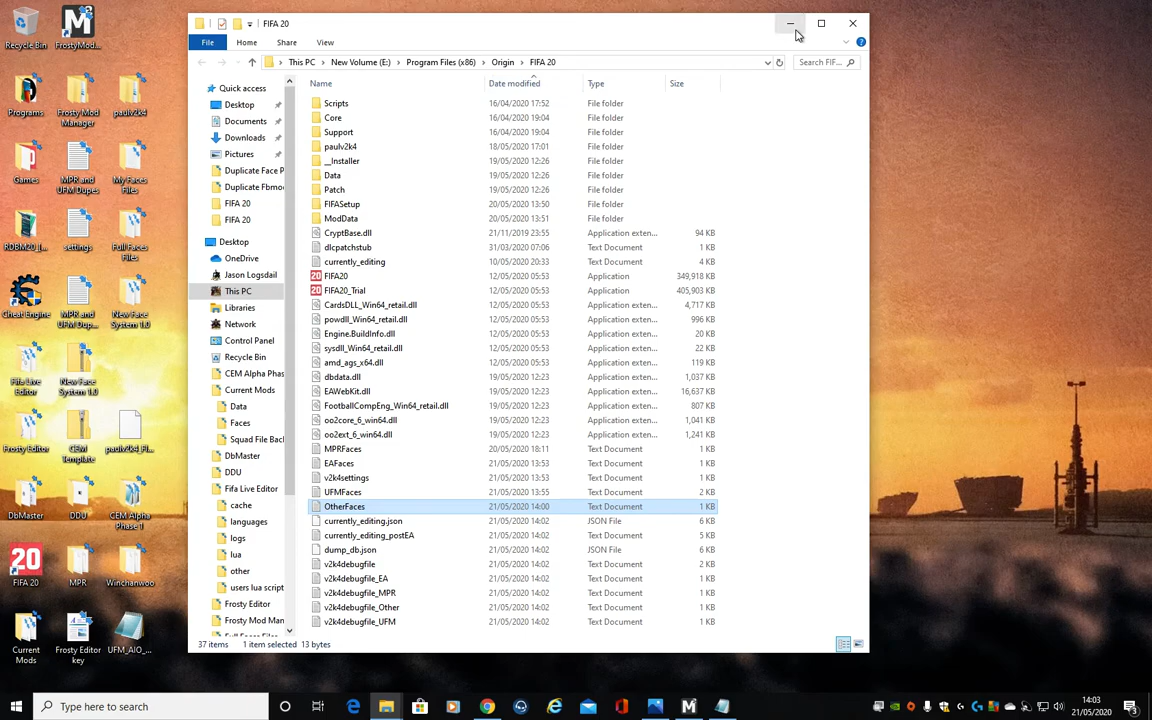 FIFA 20
File Home Share View
This PC New Volume (E:) Program Files (x86) Origin FIFA 20
Search FIF...
Name Date modified Type Size
Scripts 16/04/2020 17:52 File folder
Core 16/04/2020 19:04 File folder
Support 16/04/2020 19:04 File folder
paulv2k4 18/05/2020 17:01 File folder
__Installer 19/05/2020 12:26 File folder
Data 19/05/2020 12:26 File folder
Patch 19/05/2020 12:26 File folder
FIFASetup 20/05/2020 13:50 File folder
ModData 20/05/2020 13:51 File folder
CryptBase.dll 21/11/2019 23:55 Application exten... 94 KB
dlcpatchstub 31/03/2020 07:06 Text Document 1 KB
currently_editing 10/05/2020 20:33 Text Document 4 KB
FIFA20 12/05/2020 05:53 Application 349,918 KB
FIFA20_Trial 12/05/2020 05:53 Application 405,903 KB
CardsDLL_Win64_retail.dll 12/05/2020 05:53 Application exten... 4,717 KB
powdll_Win64_retail.dll 12/05/2020 05:53 Application exten... 996 KB
Engine.BuildInfo.dll 12/05/2020 05:53 Application exten... 20 KB
sysdll_Win64_retail.dll 12/05/2020 05:53 Application exten... 22 KB
amd_ags_x64.dll 12/05/2020 05:53 Application exten... 119 KB
dbdata.dll 19/05/2020 12:23 Application exten... 1,037 KB
EAWebKit.dll 19/05/2020 12:23 Application exten... 16,637 KB
FootballCompEng_Win64_retail.dll 19/05/2020 12:23 Application exten... 807 KB
oo2core_6_win64.dll 19/05/2020 12:23 Application exten... 1,041 KB
oo2ext_6_win64.dll 19/05/2020 12:23 Application exten... 1,241 KB
MPRFaces 20/05/2020 18:11 Text Document 1 KB
EAFaces 21/05/2020 13:53 Text Document 1 KB
v2k4settings 21/05/2020 13:53 Text Document 1 KB
UFMFaces 21/05/2020 13:55 Text Document 2 KB
OtherFaces 21/05/2020 14:00 Text Document 1 KB
currently_editing.json 21/05/2020 14:02 JSON File 6 KB
currently_editing_postEA 21/05/2020 14:02 Text Document 5 KB
dump_db.json 21/05/2020 14:02 JSON File 6 KB
v2k4debugfile 21/05/2020 14:02 Text Document 2 KB
v2k4debugfile_EA 21/05/2020 14:02 Text Document 1 KB
v2k4debugfile_MPR 21/05/2020 14:02 Text Document 1 KB
v2k4debugfile_Other 21/05/2020 14:02 Text Document 1 KB
v2k4debugfile_UFM 21/05/2020 14:02 Text Document 1 KB
37 items 1 item selected 13 bytes
Quick access
Desktop
Documents
Downloads
Pictures
Duplicate Face P
Duplicate Fbmod
FIFA 20
FIFA 20
Desktop
OneDrive
Jason Logsdail
This PC
Libraries
Network
Control Panel
Recycle Bin
CEM Alpha Phas
Current Mods
Data
Faces
Squad File Back
DbMaster
DDU
Fifa Live Editor
cache
languages
logs
lua
other
users lua script
Frosty Editor
Frosty Mod Man
Recycle Bin
FrostyMod...
Programs
Frosty Mod
Manager
paulv2k4
Games
MPR and
UFM Dupes
My Faces
Files
RDBM20_J...
settings
Full Faces
Files
Cheat Engine
MPR and
UFM Dup...
New Face
System 1.0
Fifa Live
Editor
New Face
System 1.0
Frosty Editor
CEM
Template
paulv2k4_FI...
DbMaster
DDU
CEM Alpha
Phase 1
FIFA 20
MPR
Winchanwoo
Current
Mods
Frosty Editor
key
UFM_AIO_...
Type here to search
14:03
21/05/2020